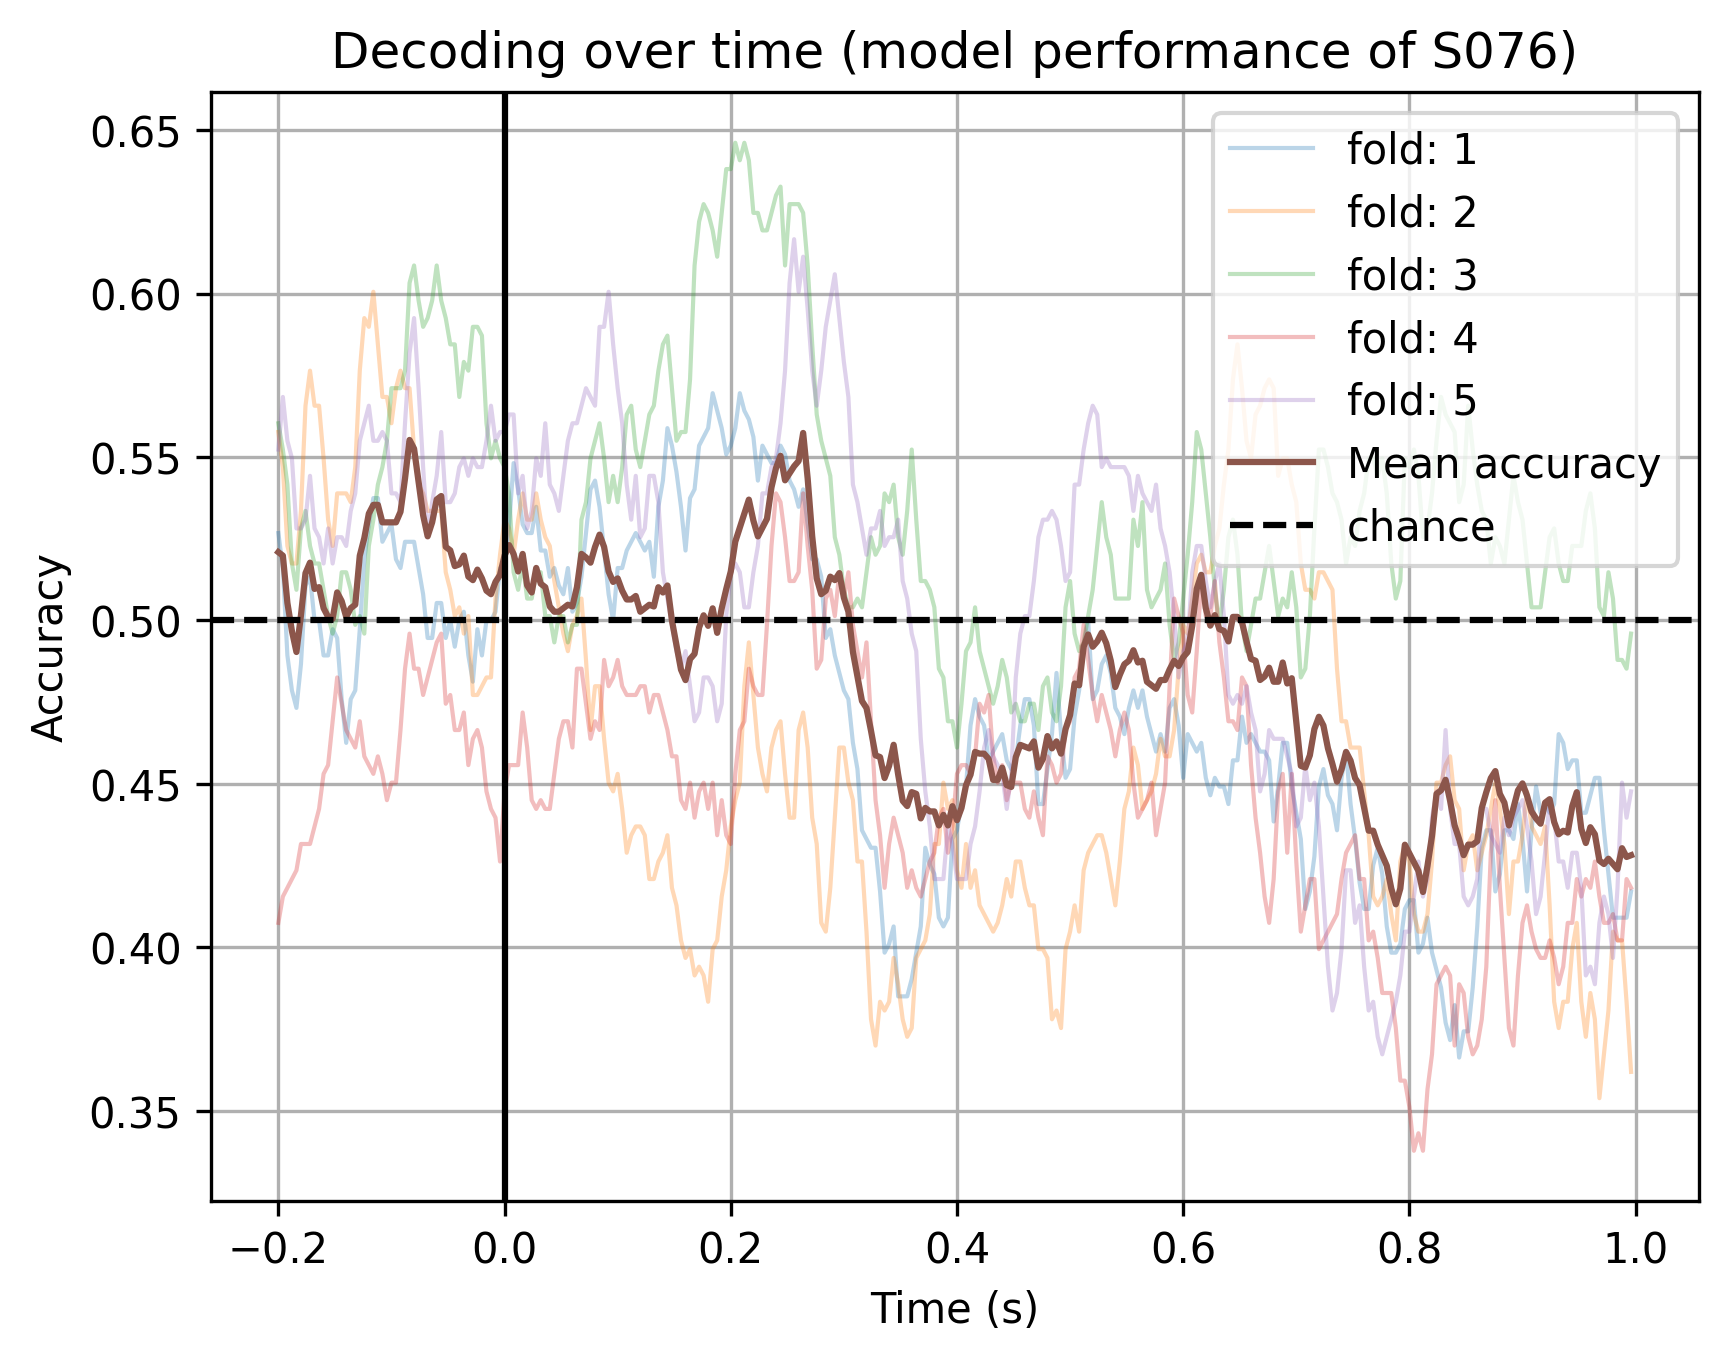 Decoding over time (model performance of S076)
0.65
0.60
0.55
0.50
0.45
0.40
0.35
Accuracy
fold: 1
fold: 2
fold: 3
fold: 4
fold: 5
Mean accuracy
chance
−0.2 0.0 0.2 0.4 0.6 0.8 1.0
Time (s)